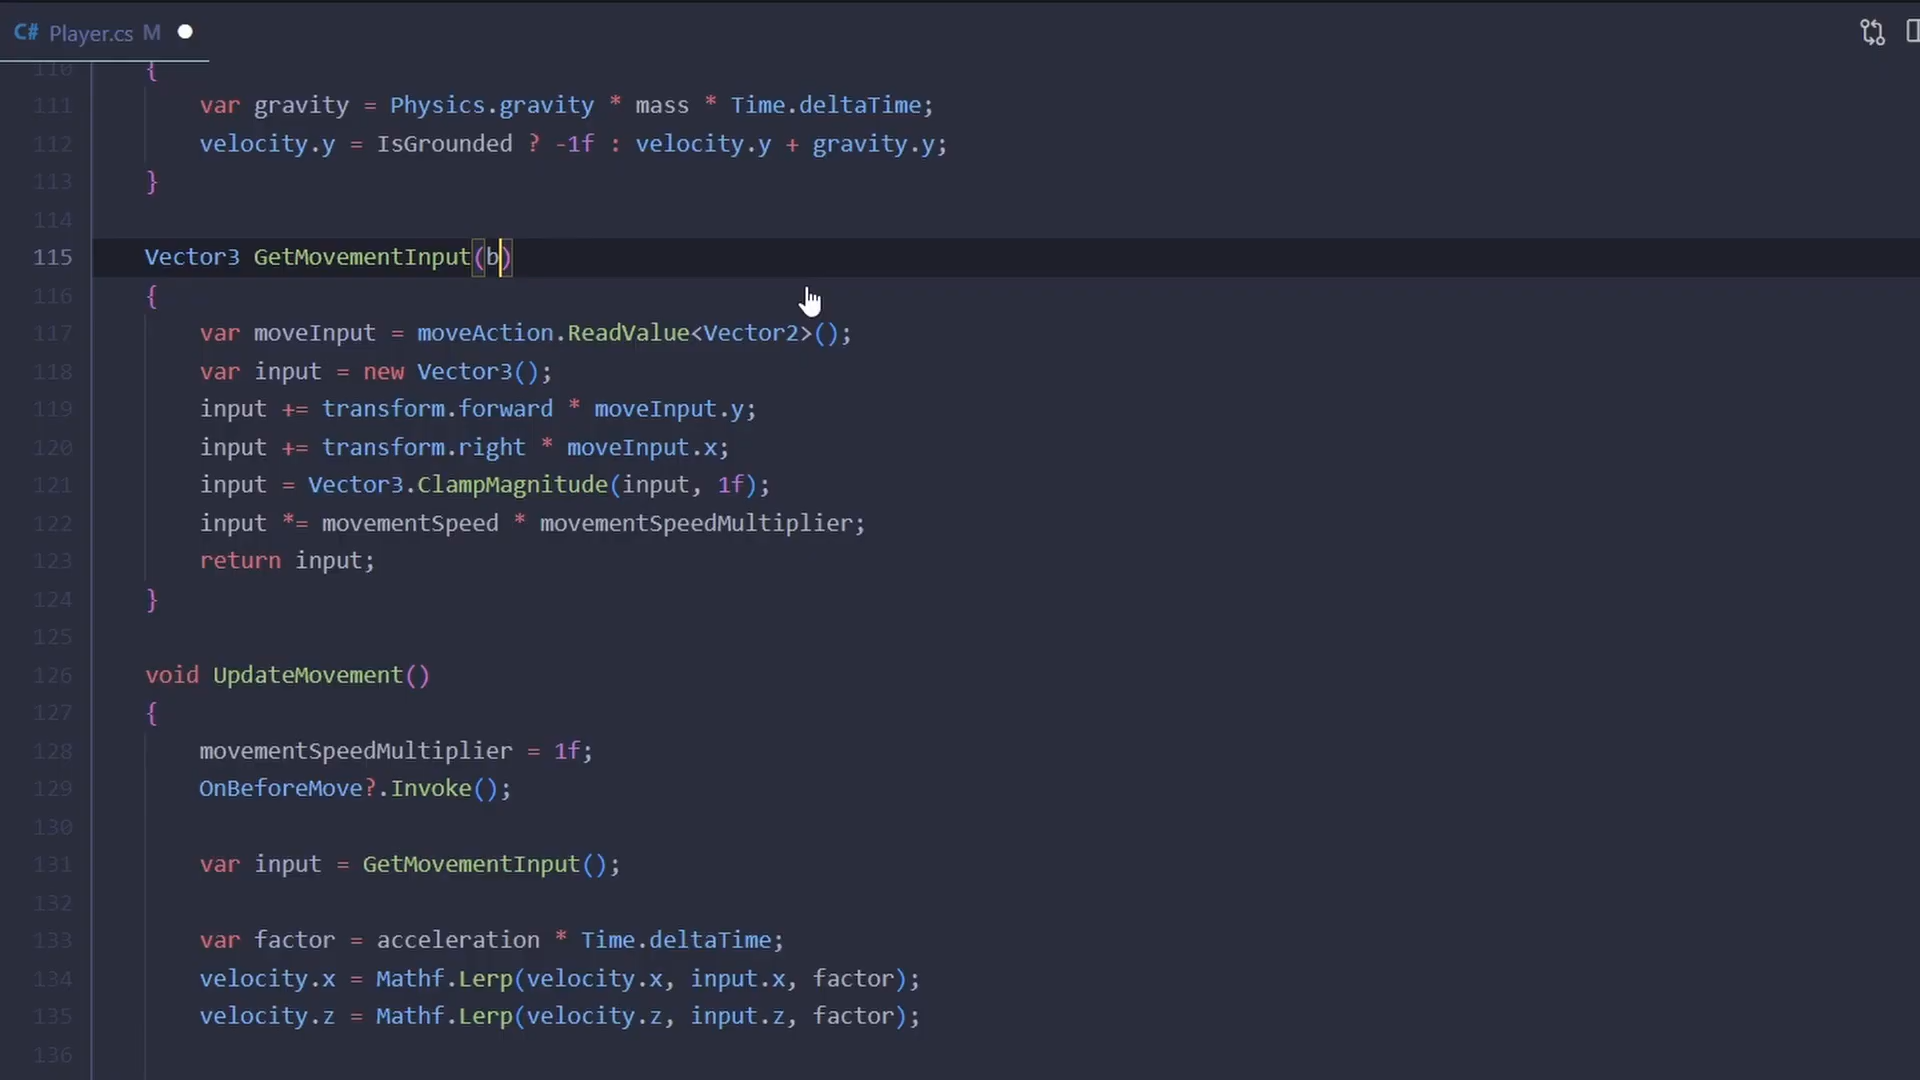 C# Player.cs M
110 {
111 var gravity = Physics.gravity * mass * Time.deltaTime;
112 velocity.y = IsGrounded ? -1f : velocity.y + gravity.y;
113 }
114
115 Vector3 GetMovementInput(b)
116 {
117 var moveInput = moveAction.ReadValue<Vector2>();
118 var input = new Vector3();
119 input += transform.forward * moveInput.y;
120 input += transform.right * moveInput.x;
121 input = Vector3.ClampMagnitude(input, 1f);
122 input *= movementSpeed * movementSpeedMultiplier;
123 return input;
124 }
125
126 void UpdateMovement()
127 {
128 movementSpeedMultiplier = 1f;
129 OnBeforeMove?.Invoke();
130
131 var input = GetMovementInput();
132
133 var factor = acceleration * Time.deltaTime;
134 velocity.x = Mathf.Lerp(velocity.x, input.x, factor);
135 velocity.z = Mathf.Lerp(velocity.z, input.z, factor);
136